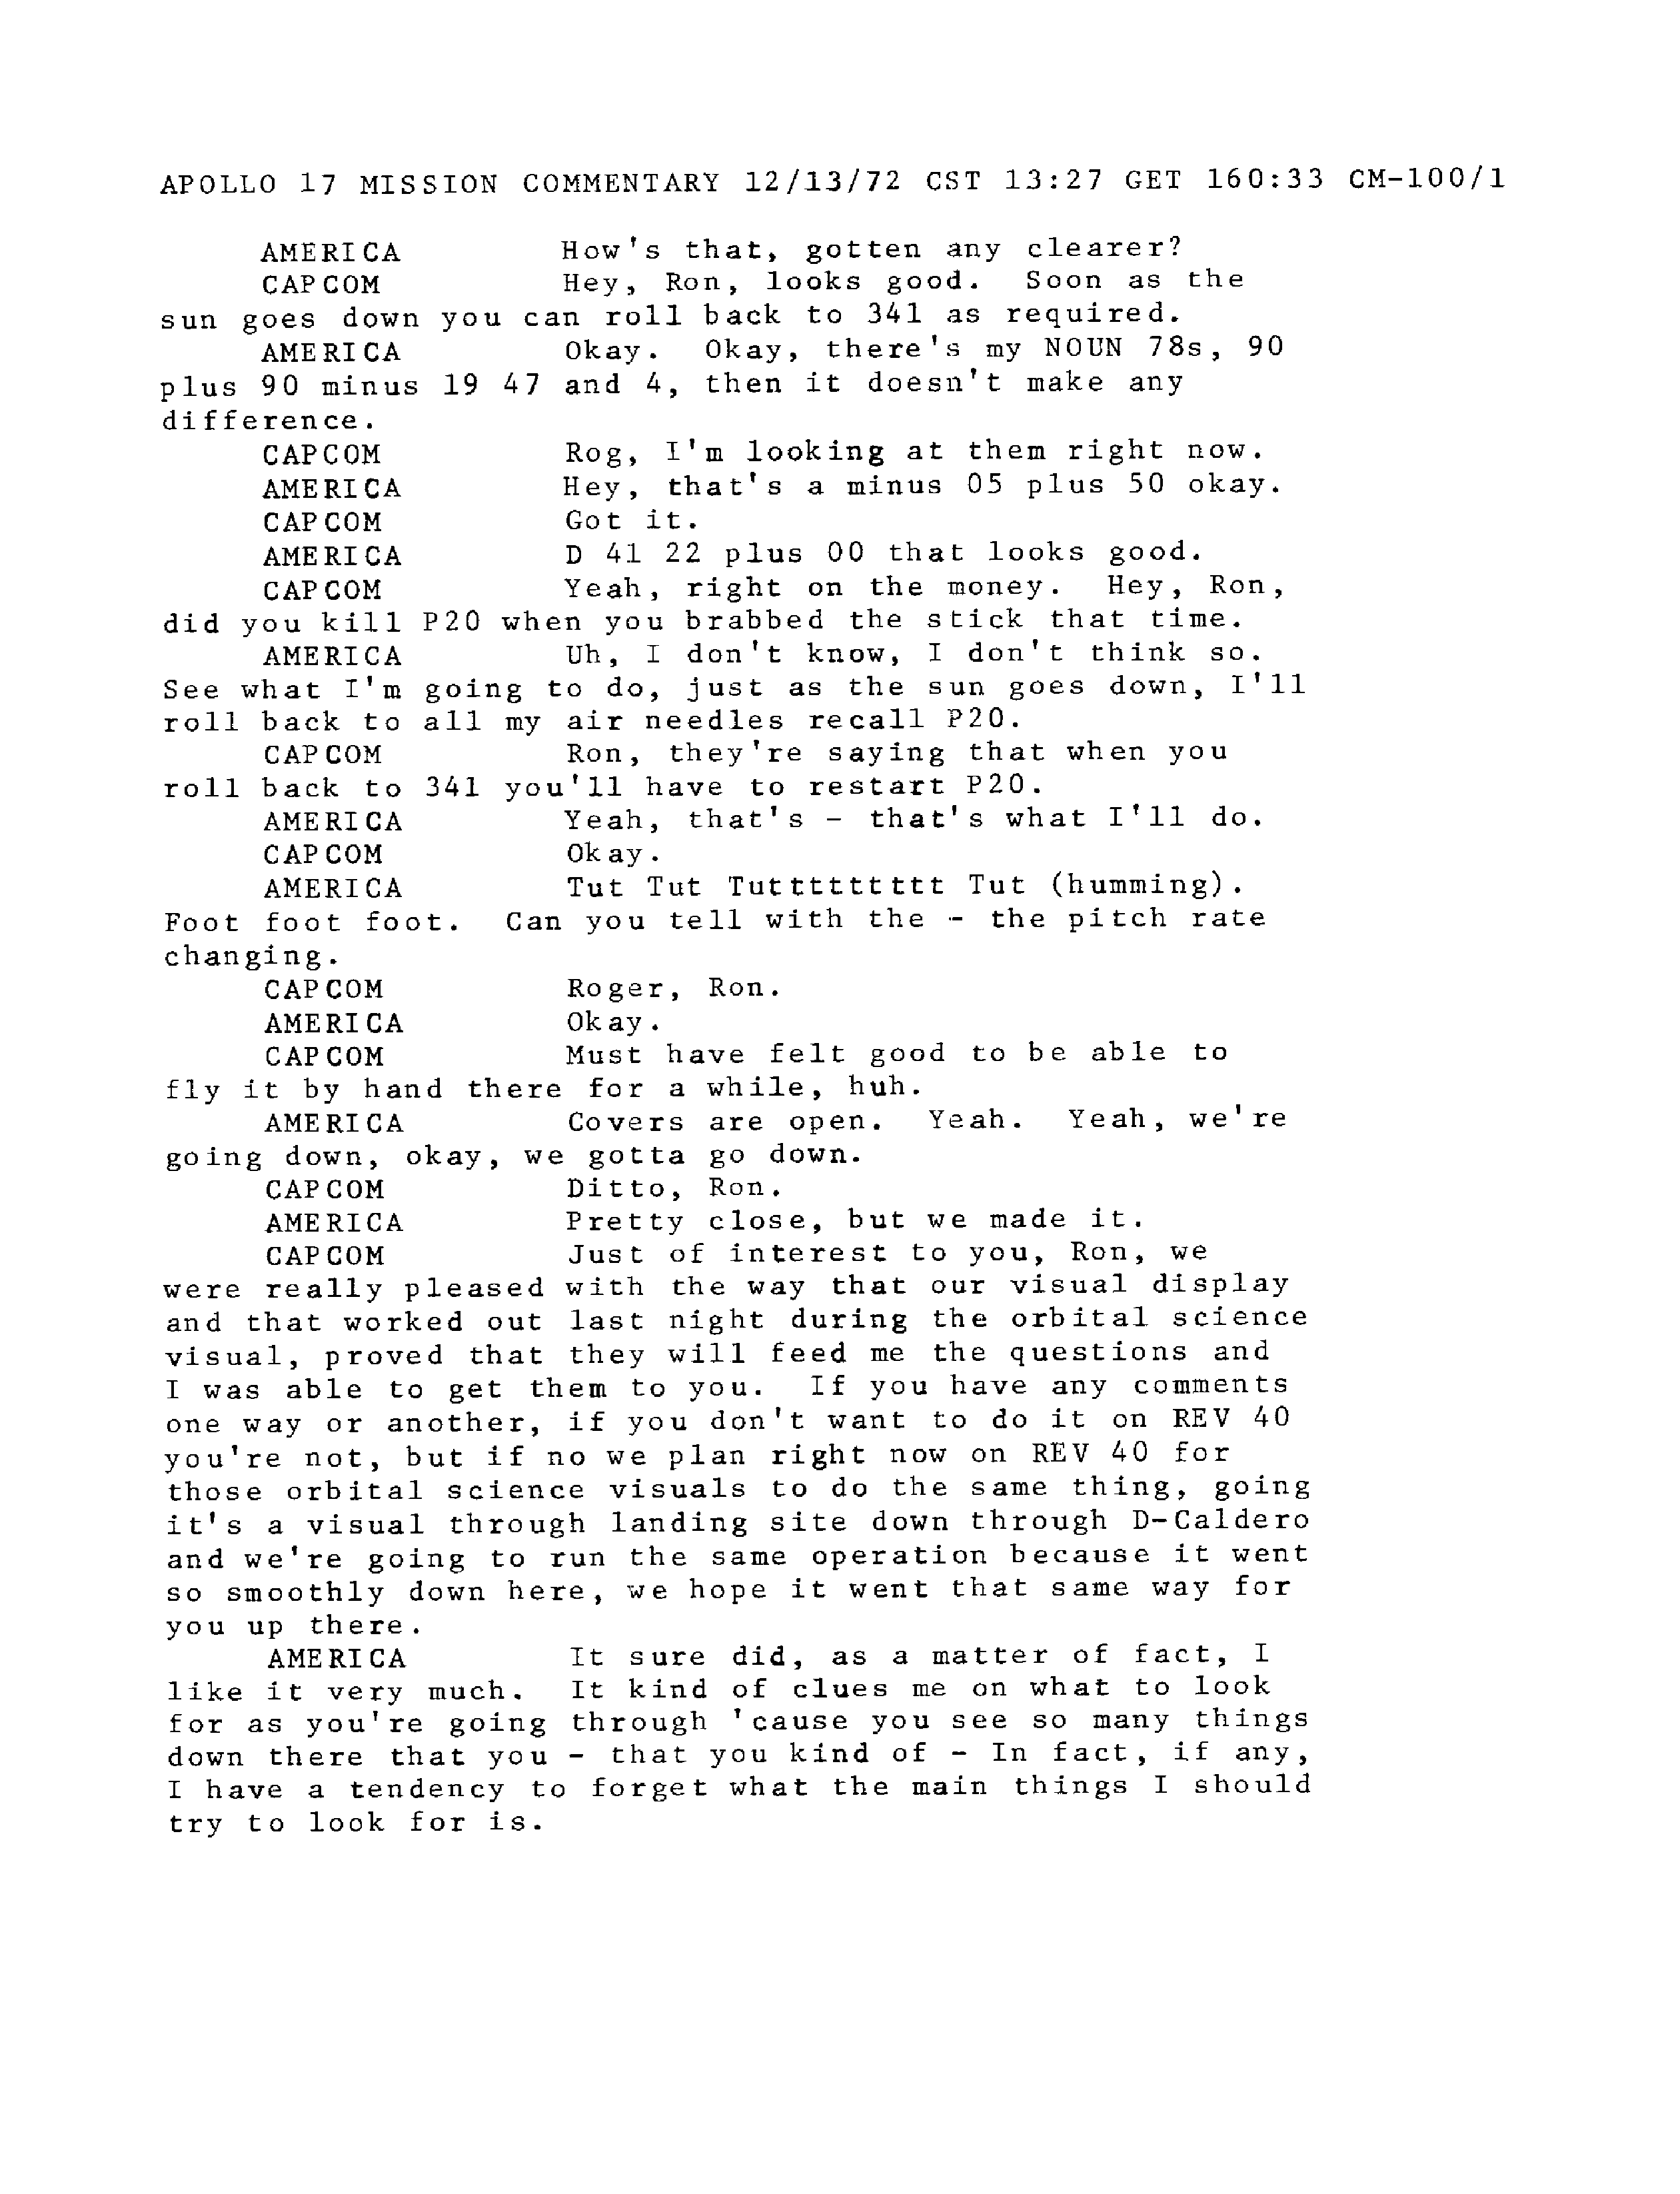 APOLLO 17 MISSION COMMENTARY 12/13/72 CST 13:27 GET 160:33 CM-100/1
AMERICA How's that, gotten any clearer?
CAPCOM Hey, Ron, looks good. Soon as the
sun goes down you can roll back to 341 as required.
AMERICA Okay. Okay, there's my NOUN 78s, 90
plus 90 minus 19 47 and 4, then it doesn't make any
difference.
CAPCOM Rog, I'm looking at them right now.
AMERICA Hey, that's a minus 05 plus 50 okay.
CAPCOM Got it.
AMERICA D 41 22 plus 00 that looks good.
CAPCOM Yeah, right on the money. Hey, Ron,
did you kill P20 when you brabbed the stick that time.
AMERICA Uh, I don't know, I don't think so.
See what I'm going to do, just as the sun goes down, I'll
roll back to all my air needles recall P20.
CAPCOM Ron, they're saying that when you
roll back to 341 you'll have to restart P20.
AMERICA Yeah, that's - that's what I'll do.
CAPCOM Okay.
AMERICA Tut Tut Tutttttttt Tut (humming).
Foot foot foot. Can you tell with the - the pitch rate
changing.
CAPCOM Roger, Ron.
AMERICA Okay.
CAPCOM Must have felt good to be able to
fly it by hand there for a while, huh.
AMERICA Covers are open. Yeah. Yeah, we're
going down, okay, we gotta go down.
CAPCOM Ditto, Ron.
AMERICA Pretty close, but we made it.
CAPCOM Just of interest to you, Ron, we
were really pleased with the way that our visual display
and that worked out last night during the orbital science
visual, proved that they will feed me the questions and
I was able to get them to you. If you have any comments
one way or another, if you don't want to do it on REV 40
you're not, but if no we plan right now on REV 40 for
those orbital science visuals to do the same thing, going
it's a visual through landing site down through D-Caldero
and we're going to run the same operation because it went
so smoothly down here, we hope it went that same way for
you up there.
AMERICA It sure did, as a matter of fact, I
like it very much. It kind of clues me on what to look
for as you're going through 'cause you see so many things
down there that you - that you kind of - In fact, if any,
I have a tendency to forget what the main things I should
try to look for is.